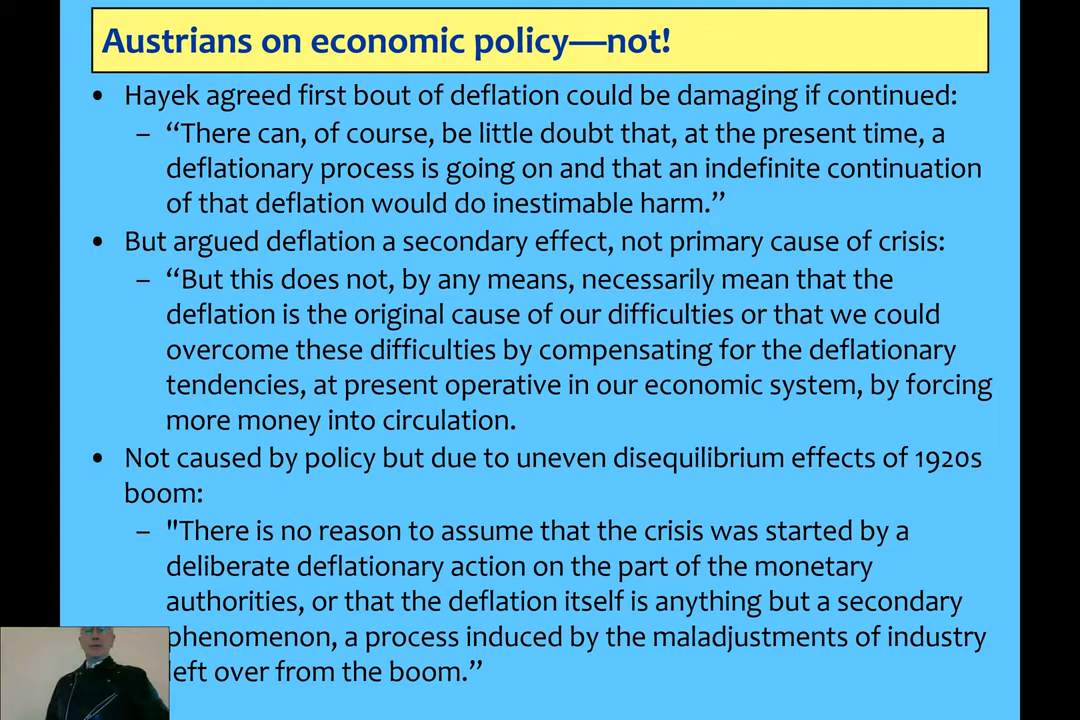 Austrians on economic policy—not!
• Hayek agreed first bout of deflation could be damaging if continued:
– “There can, of course, be little doubt that, at the present time, a
deflationary process is going on and that an indefinite continuation
of that deflation would do inestimable harm.”
• But argued deflation a secondary effect, not primary cause of crisis:
– “But this does not, by any means, necessarily mean that the
deflation is the original cause of our difficulties or that we could
overcome these difficulties by compensating for the deflationary
tendencies, at present operative in our economic system, by forcing
more money into circulation.
• Not caused by policy but due to uneven disequilibrium effects of 1920s
boom:
– "There is no reason to assume that the crisis was started by a
deliberate deflationary action on the part of the monetary
authorities, or that the deflation itself is anything but a secondary
phenomenon, a process induced by the maladjustments of industry
left over from the boom.”